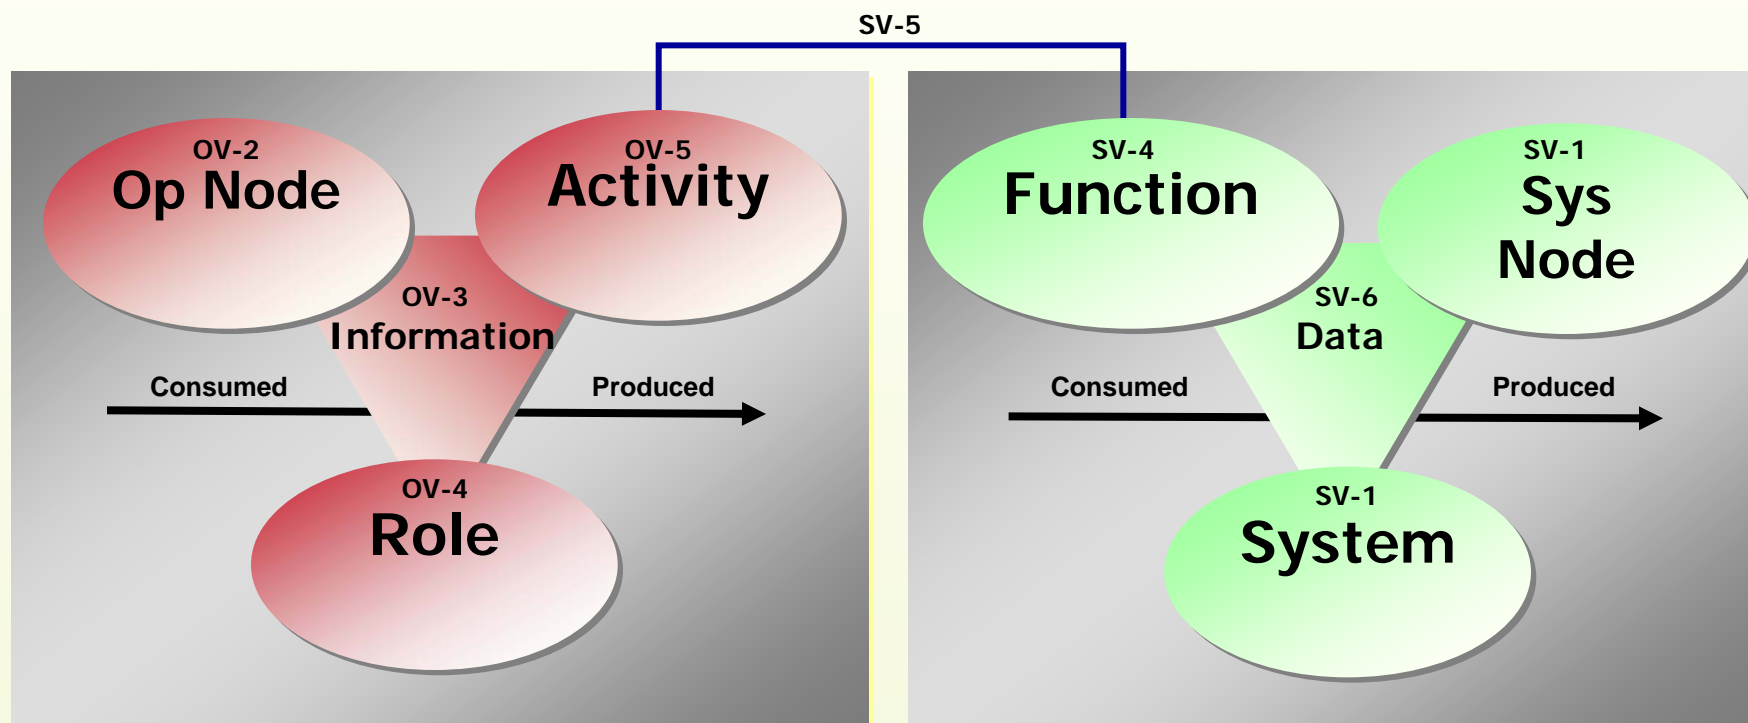 SV-5
OV-2
Op Node
OV-5
Activity
OV-3
Information
Consumed
Produced
OV-4
Role
SV-4
Function
SV-1
Sys
Node
SV-6
Data
Consumed
Produced
SV-1
System